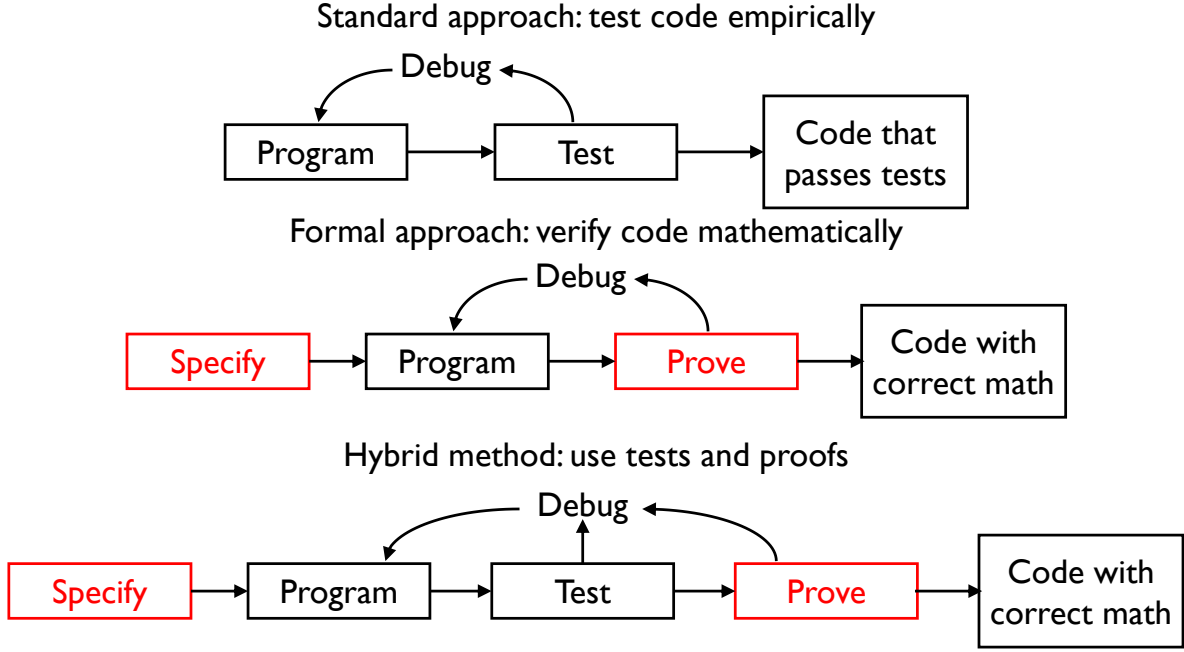 Standard approach: test code empirically
Debug
Program
Test
Code that
passes tests
Formal approach: verify code mathematically
Debug
Specify
Program
Prove
Code with
correct math
Hybrid method: use tests and proofs
Debug
Specify
Program
Test
Prove
Code with
correct math